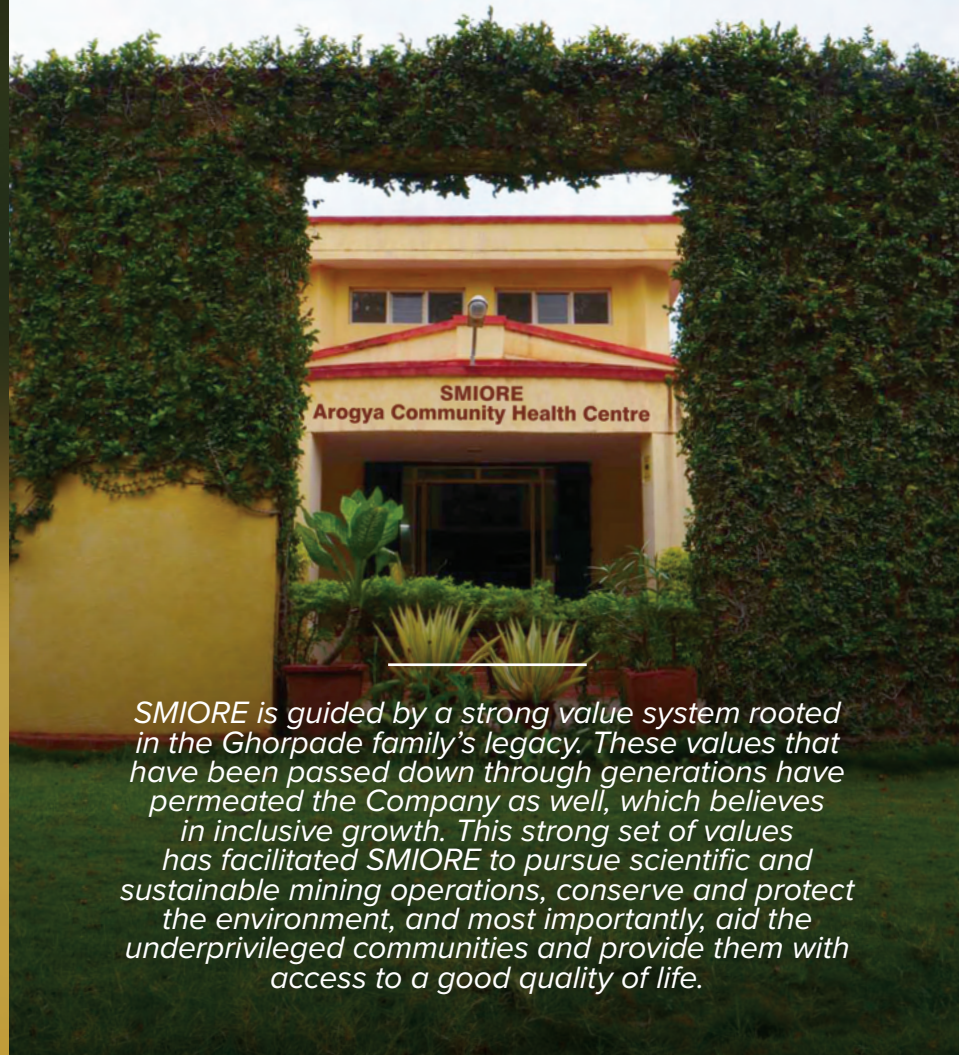 SMIORE
Arogya Community Health Centre
SMIORE is guided by a strong value system rooted
in the Ghorpade family’s legacy. These values that
have been passed down through generations have
permeated the Company as well, which believes
in inclusive growth. This strong set of values
has facilitated SMIORE to pursue scientific and
sustainable mining operations, conserve and protect
the environment, and most importantly, aid the
underprivileged communities and provide them with
access to a good quality of life.